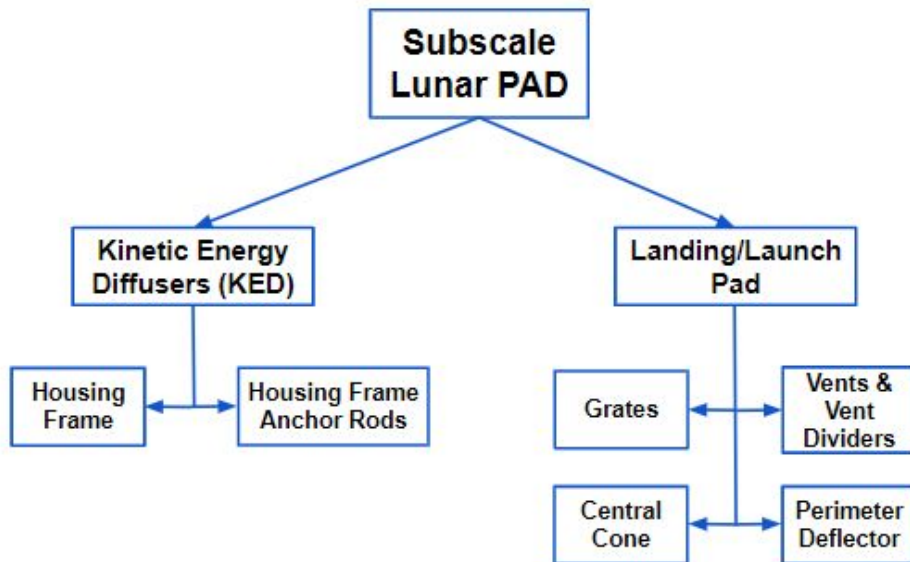 Subscale
Lunar PAD
Kinetic Energy
Diffusers (KED)
Landing/Launch
Pad
Housing
Frame
Housing Frame
Anchor Rods
Grates
Vents &
Vent
Dividers
Central
Cone
Perimeter
Deflector